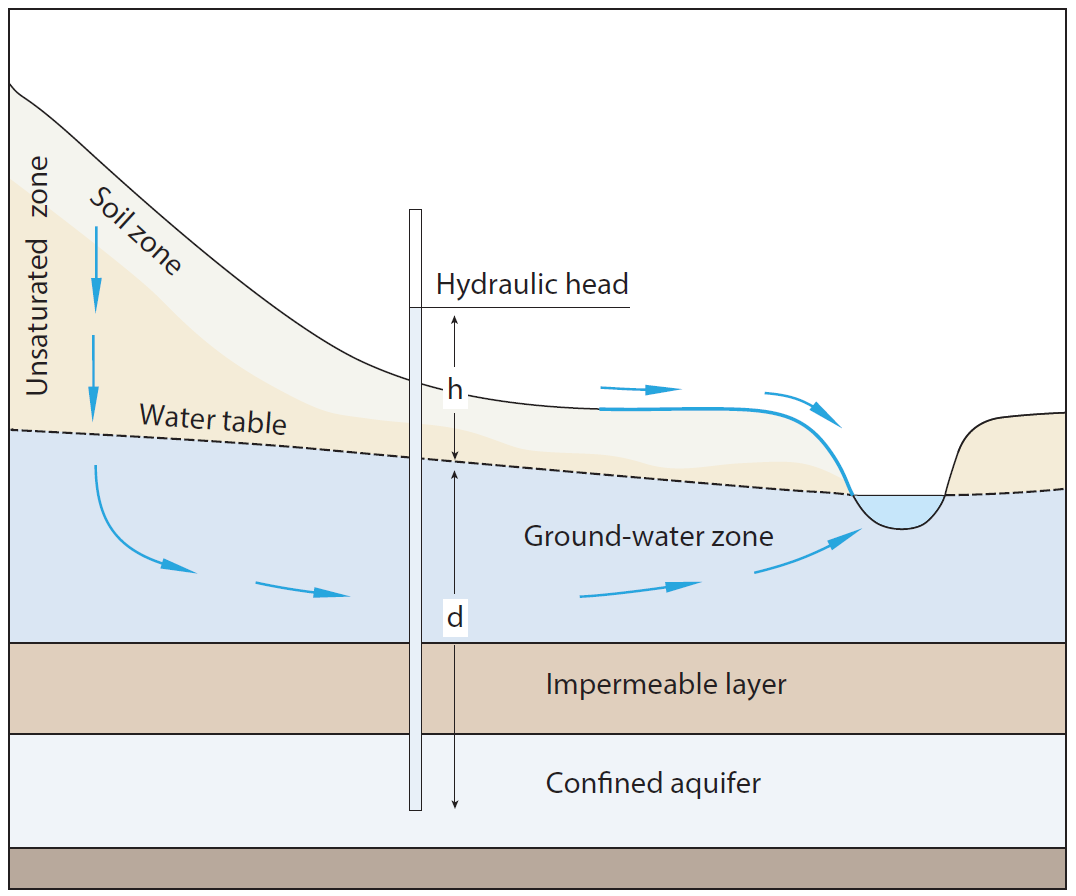 Unsaturated zone
Soil zone
Hydraulic head
h
Water table
Ground-water zone
d
Impermeable layer
Confined aquifer